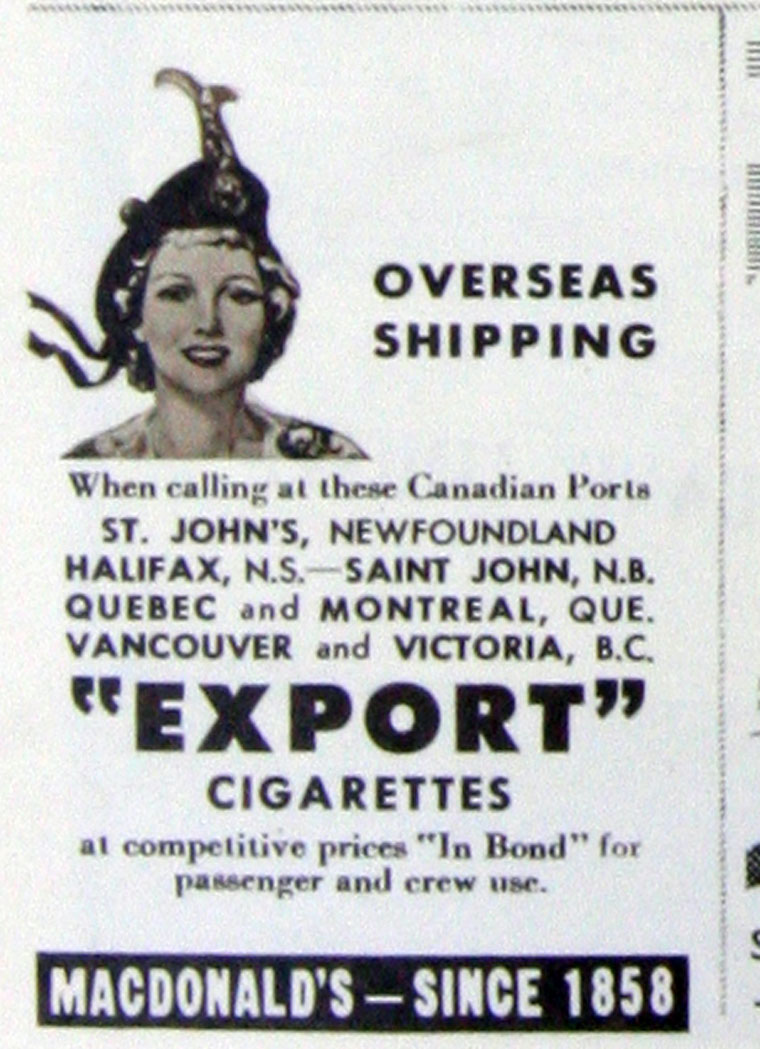 OVERSEAS
SHIPPING
When calling at these Canadian Ports
ST. JOHN'S, NEWFOUNDLAND
HALIFAX, N.S.—SAINT JOHN, N.B.
QUEBEC and MONTREAL, QUE.
VANCOUVER and VICTORIA, B.C.
"EXPORT"
CIGARETTES
at competitive prices "In Bond" for
passenger and crew use.
MACDONALD'S — SINCE 1858